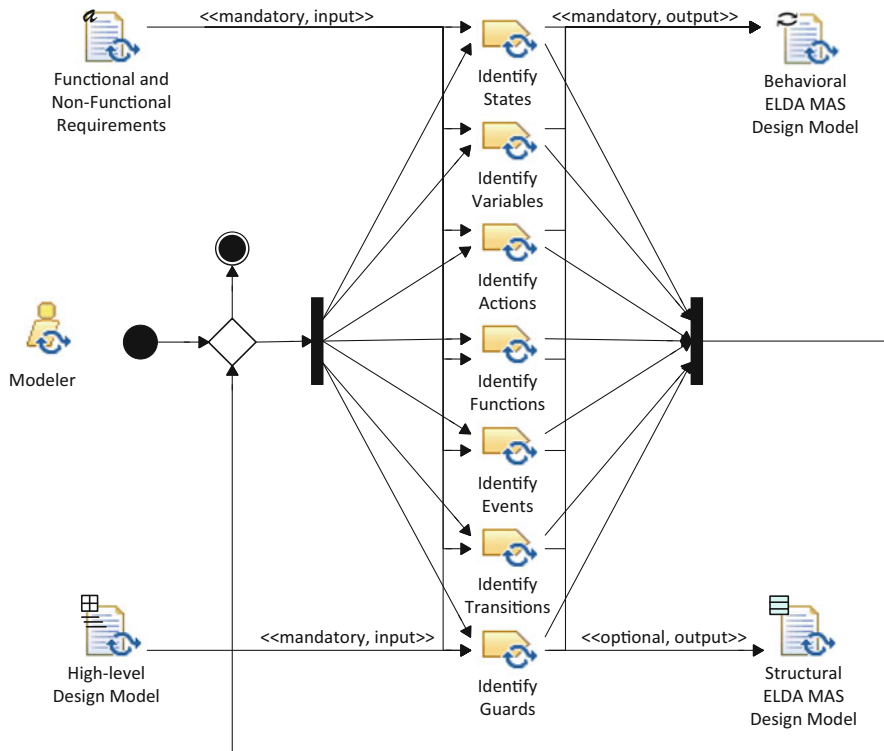 a
<<mandatory, input>>
<<mandatory, output>>
Functional and
Non-Functional
Requirements
Identify
States
Behavioral
ELDA MAS
Design Model
Identify
Variables
Identify
Actions
Modeler
Identify
Functions
Identify
Events
Identify
Transitions
<<mandatory, input>>
<<optional, output>>
High-level
Design Model
Identify
Guards
Structural
ELDA MAS
Design Model